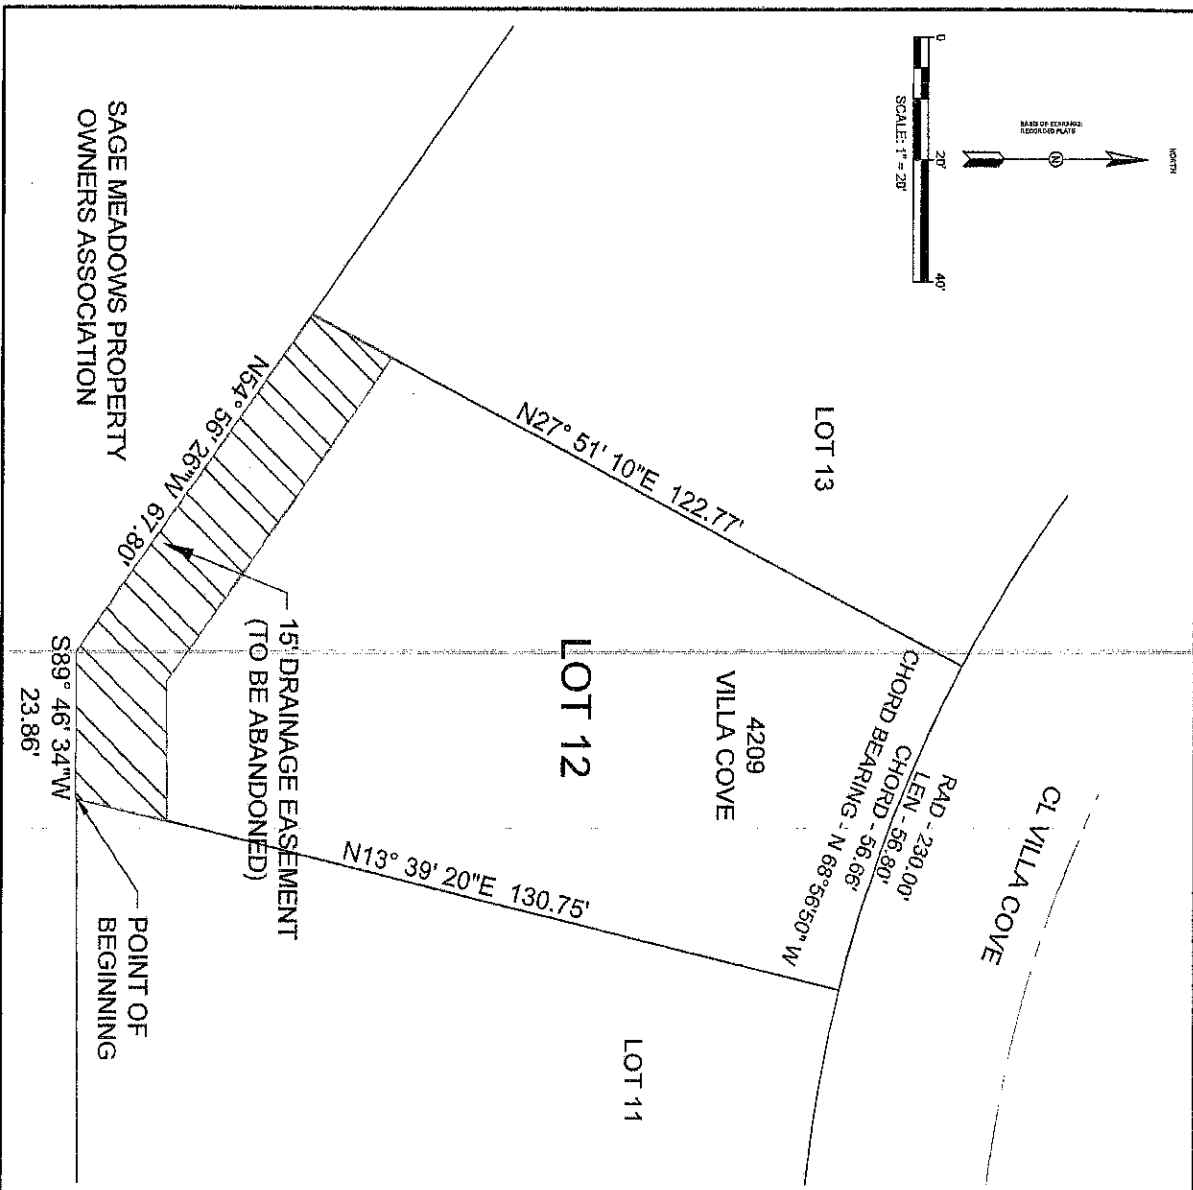 NORTH
BASIS OF BEARINGS:
RECORDED PLATS
N
0
20'
40'
SCALE: 1" = 20'
LOT 13
CL VILLA COVE
RAD - 230.00'
LEN - 56.80'
CHORD - 56.66'
CHORD BEARING - N 68°56'50" W
N27° 51' 10"E 122.77'
4209
VILLA COVE
LOT 12
LOT 11
N13° 39' 20"E 130.75'
15' DRAINAGE EASEMENT
(TO BE ABANDONED)
N54° 56' 26"W 67.80'
SAGE MEADOWS PROPERTY
OWNERS ASSOCIATION
POINT OF
BEGINNING
S89° 46' 34"W
23.86'